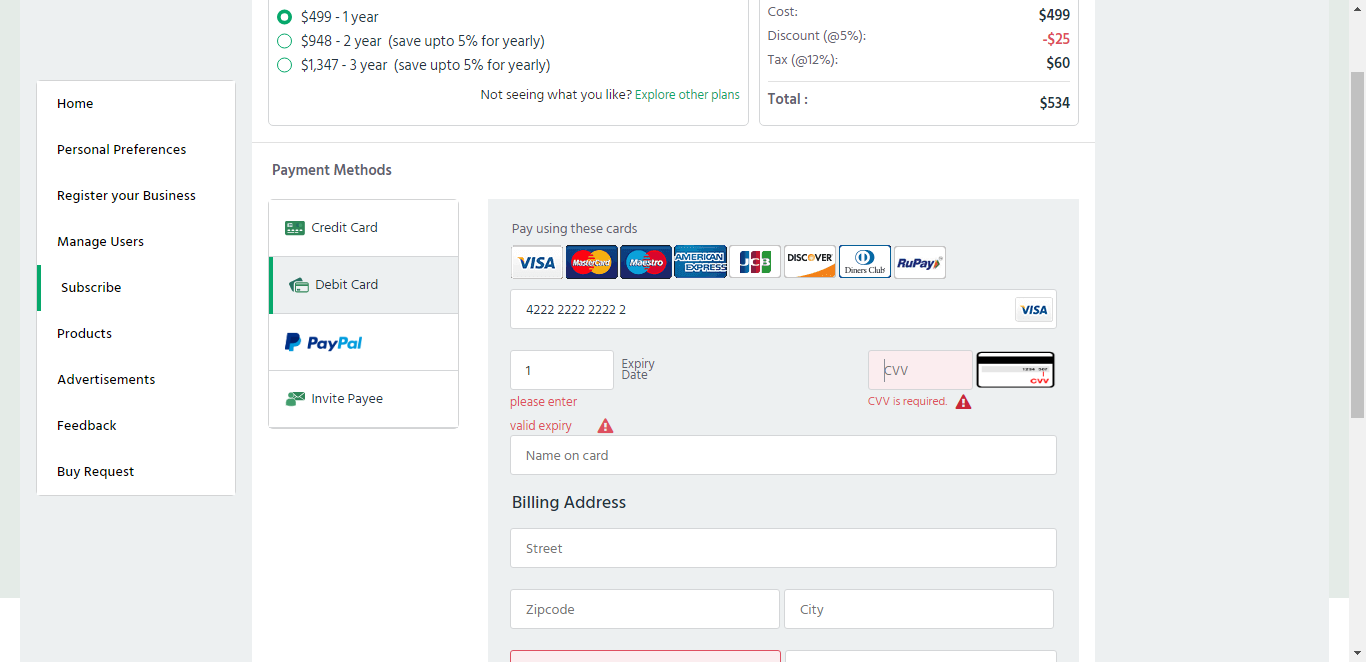 $499 - 1 year
$948 - 2 year (save upto 5% for yearly)
$1,347 - 3 year (save upto 5% for yearly)
Not seeing what you like? Explore other plans
Cost: $499
Discount (@5%): -$25
Tax (@12%): $60
Total : $534
Home
Personal Preferences
Register your Business
Manage Users
Subscribe
Products
Advertisements
Feedback
Buy Request
Payment Methods
Credit Card
Debit Card
PayPal
Invite Payee
Pay using these cards
VISA MasterCard Maestro AMERICAN EXPRESS JCB DISCOVER Diners Club RuPay
4222 2222 2222 2 VISA
1 Expiry Date
CVV 1234 567 CVV
please enter
valid expiry
CVV is required.
Name on card
Billing Address
Street
Zipcode City